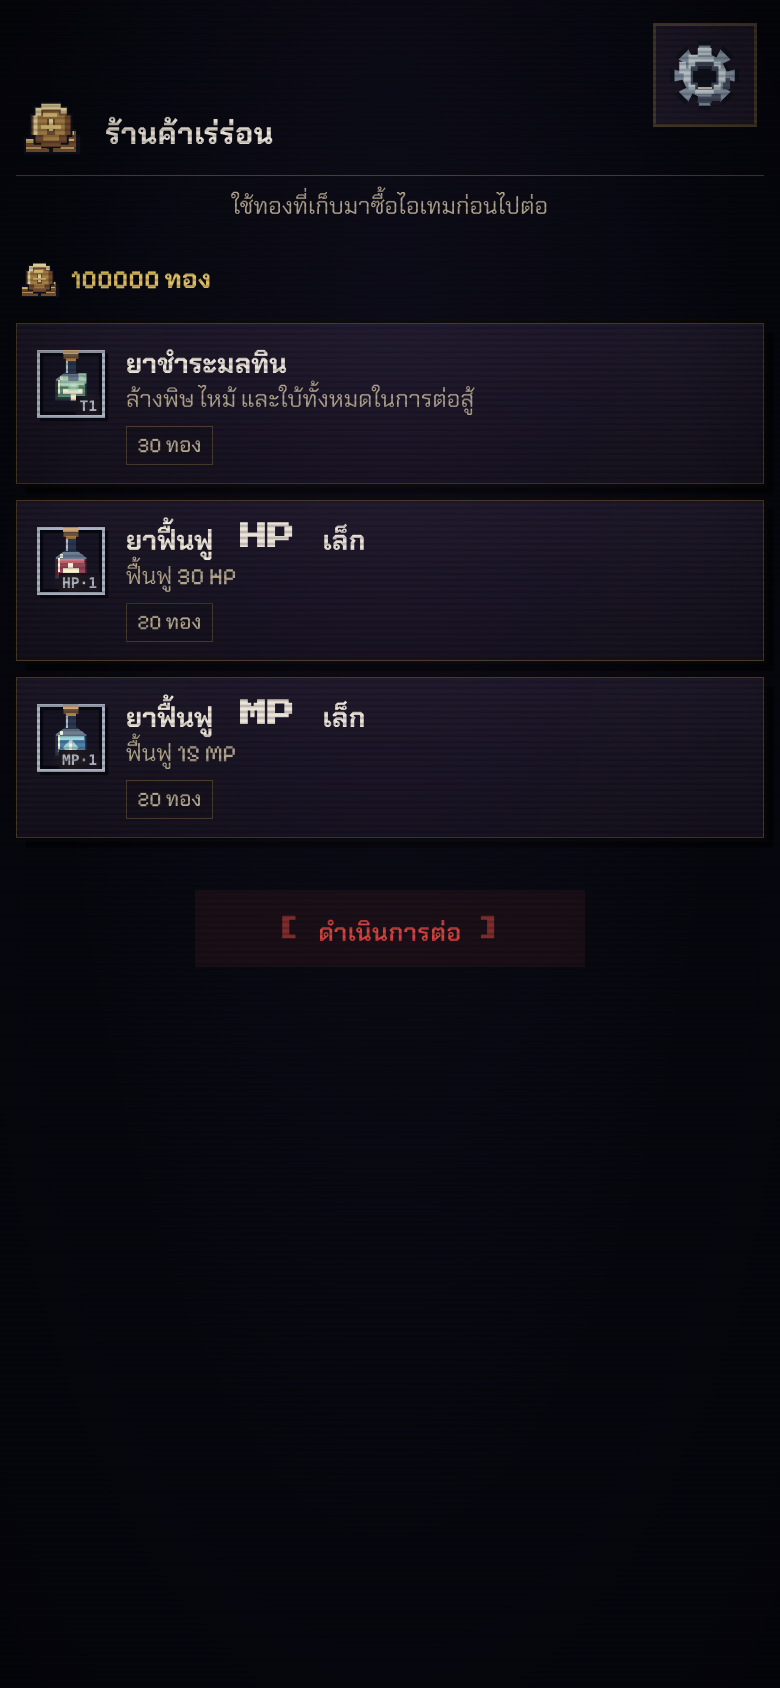 ร้านค้าเร่ร่อน
ใช้ทองที่เก็บมาซื้อไอเทมก่อนไปต่อ
100000 ทอง
ยาชำระมลทิน
ล้างพิษ ไหม้ และใบ้ทั้งหมดในการต่อสู้
T1
30 ทอง
ยาฟื้นฟู HP เล็ก
ฟื้นฟู 30 HP
HP·1
20 ทอง
ยาฟื้นฟู MP เล็ก
ฟื้นฟู 15 MP
MP·1
20 ทอง
[ ดำเนินการต่อ ]